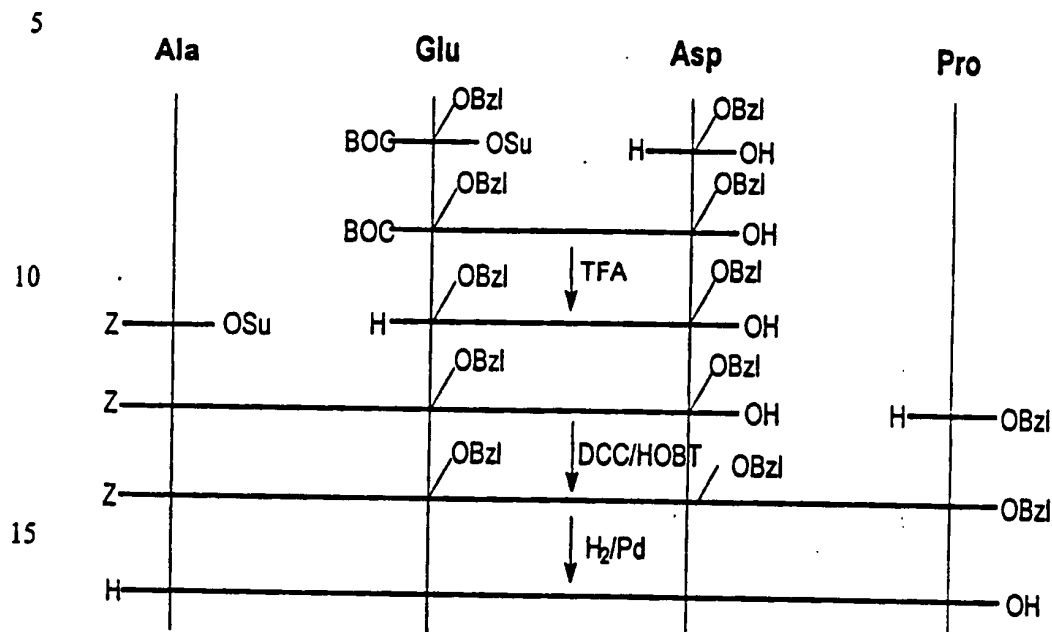 5
Ala Glu Asp Pro
OBzl OBzl
BOC OSu H OH
OBzl OBzl
BOC OH
10
TFA
OBzl OBzl
Z OSu H OH
OBzl OBzl
Z OH H OBzl
DCC/HOBT
OBzl OBzl
Z OBzl
15
H₂/Pd
H OH